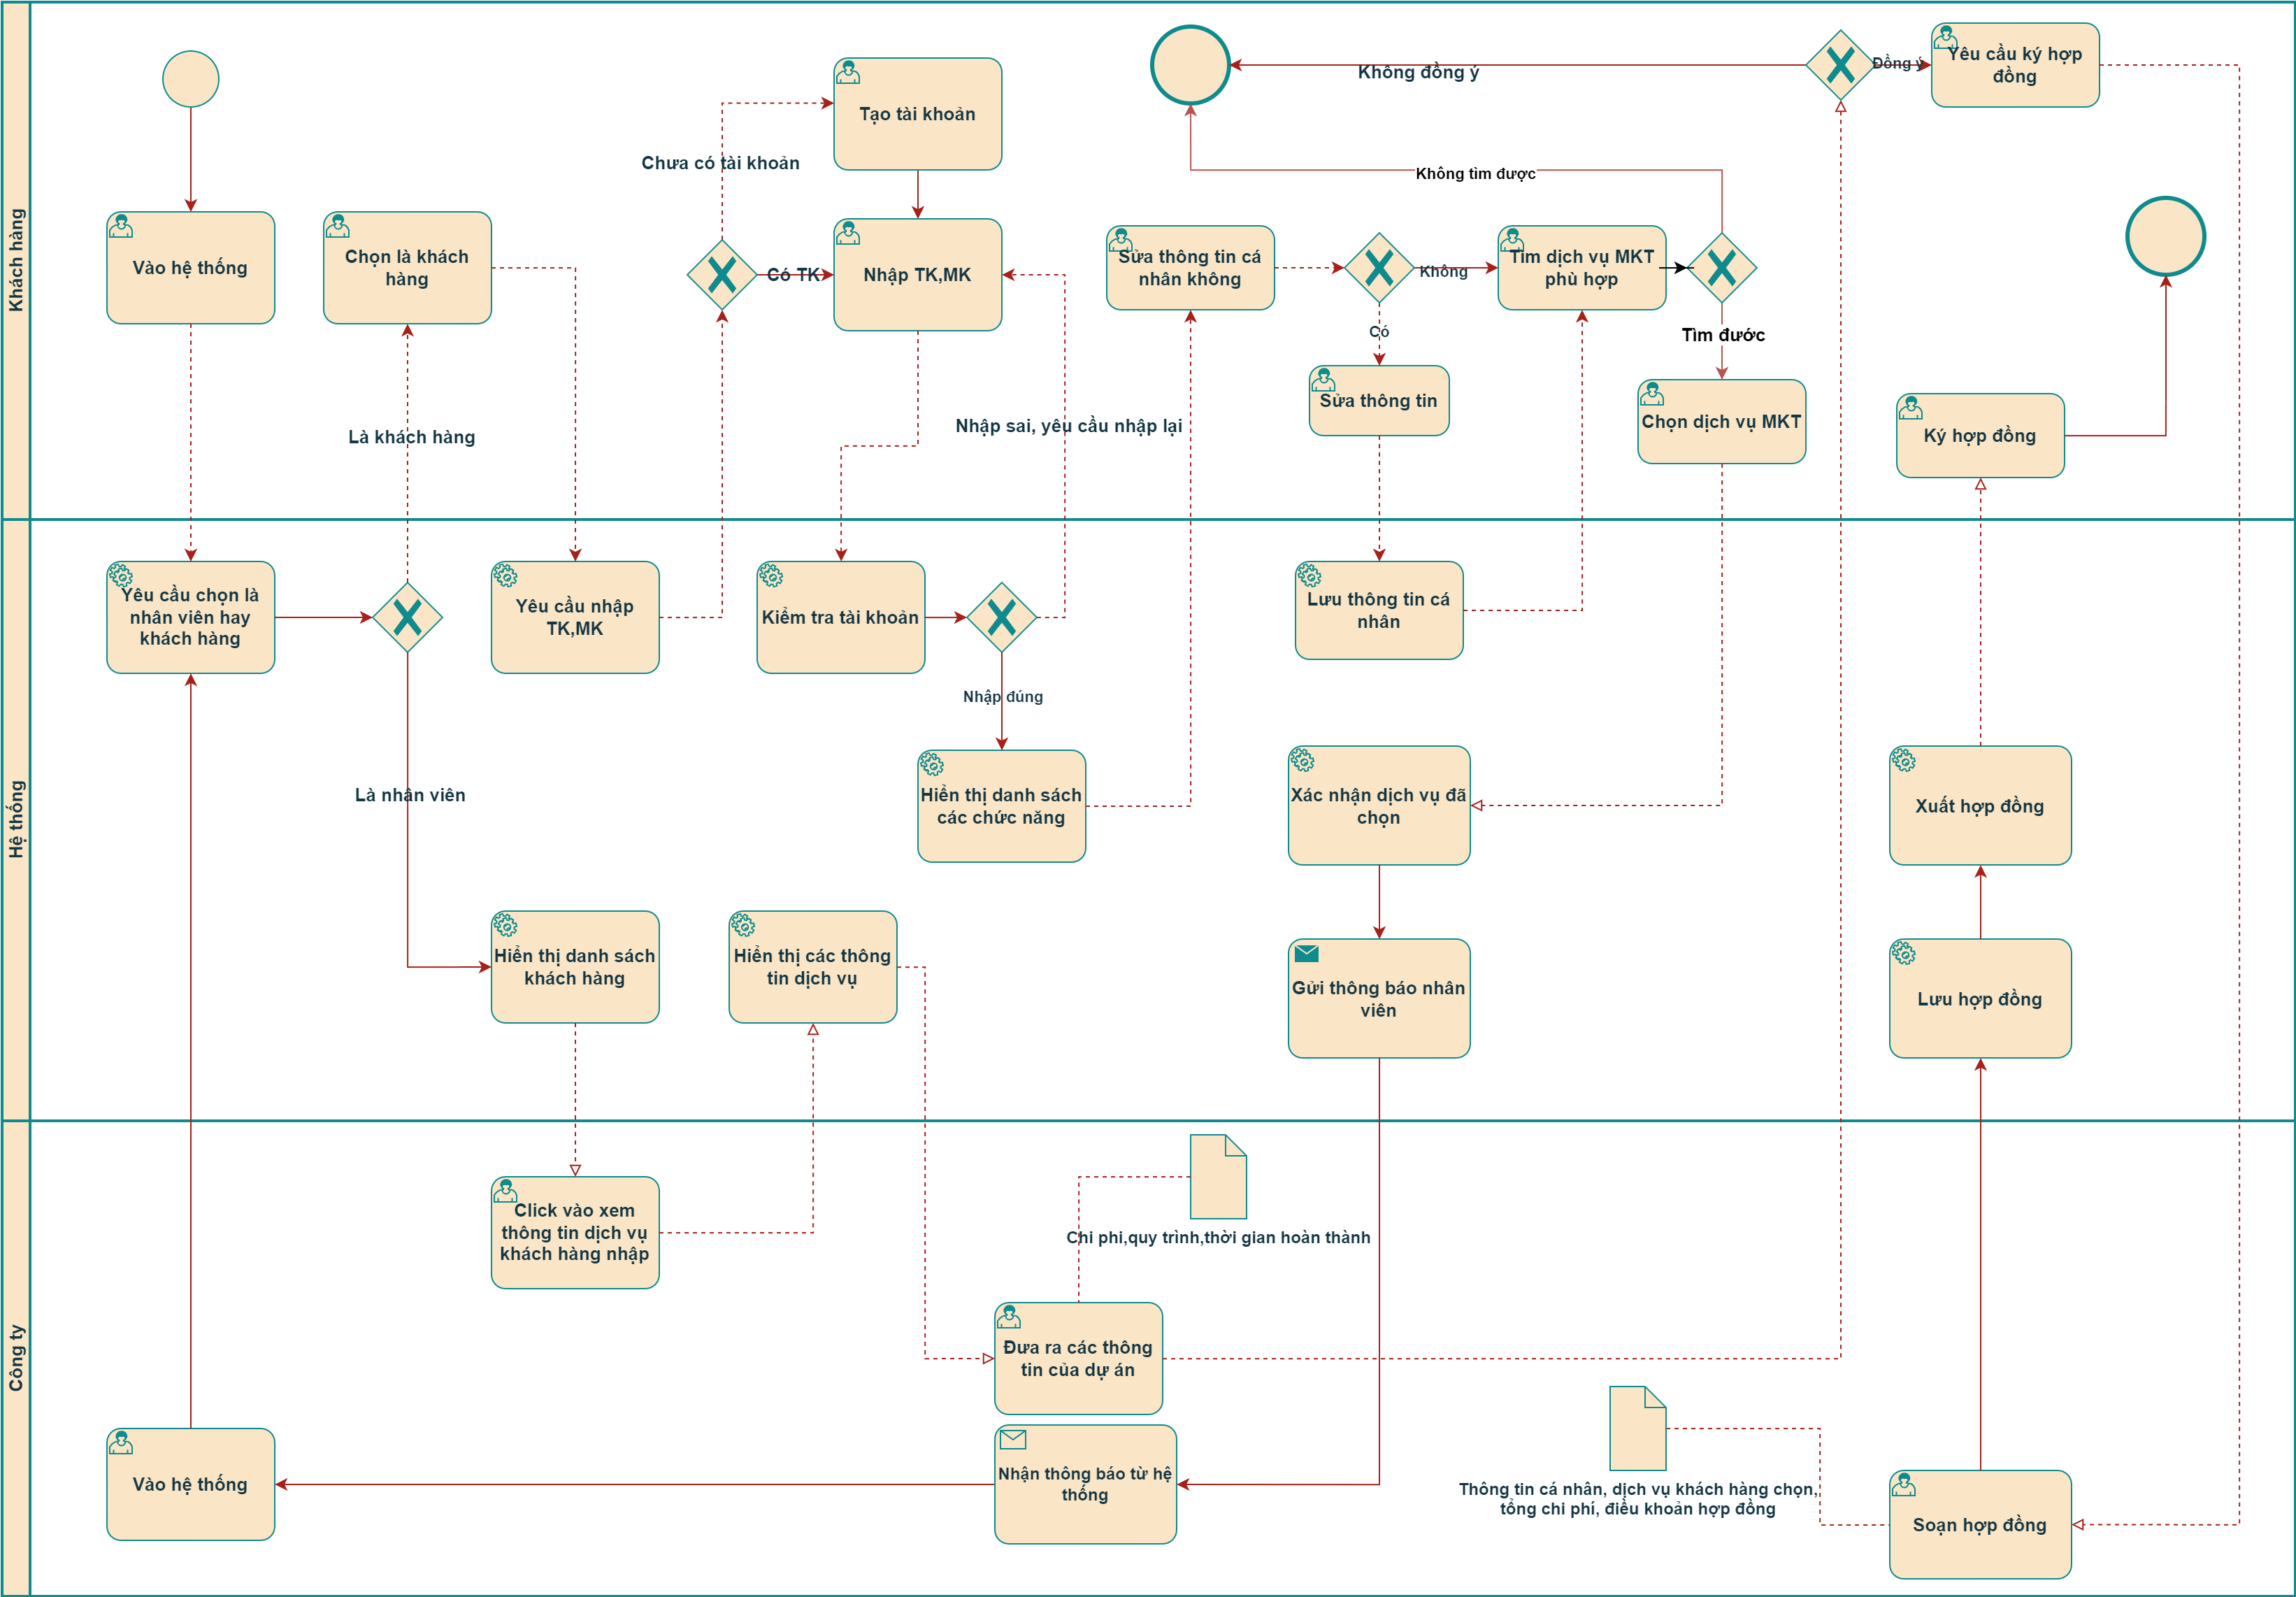 Khách hàng
Vào hệ thống
Chọn là khách
hàng
Là khách hàng
Chưa có tài khoản
Tạo tài khoản
Có TK
Nhập TK,MK
Nhập sai, yêu cầu nhập lại
Không đồng ý
Đồng ý
Yêu cầu ký hợp
đồng
Không tìm được
Sửa thông tin cá
nhân không
Không
Có
Tìm dịch vụ MKT
phù hợp
Tìm đước
Sửa thông tin
Chọn dịch vụ MKT
Ký hợp đồng
Hệ thống
Yêu cầu chọn là
nhân viên hay
khách hàng
Yêu cầu nhập
TK,MK
Kiểm tra tài khoản
Nhập đúng
Lưu thông tin cá
nhân
Là nhân viên
Hiển thị danh sách
các chức năng
Xác nhận dịch vụ đã
chọn
Xuất hợp đồng
Hiển thị danh sách
khách hàng
Hiển thị các thông
tin dịch vụ
Gửi thông báo nhân
viên
Lưu hợp đồng
Công ty
Click vào xem
thông tin dịch vụ
khách hàng nhập
Chi phí,quy trình,thời gian hoàn thành
Đưa ra các thông
tin của dự án
Vào hệ thống
Nhận thông báo từ hệ
thống
Thông tin cá nhân, dịch vụ khách hàng chọn,
tổng chi phí, điều khoản hợp đồng
Soạn hợp đồng